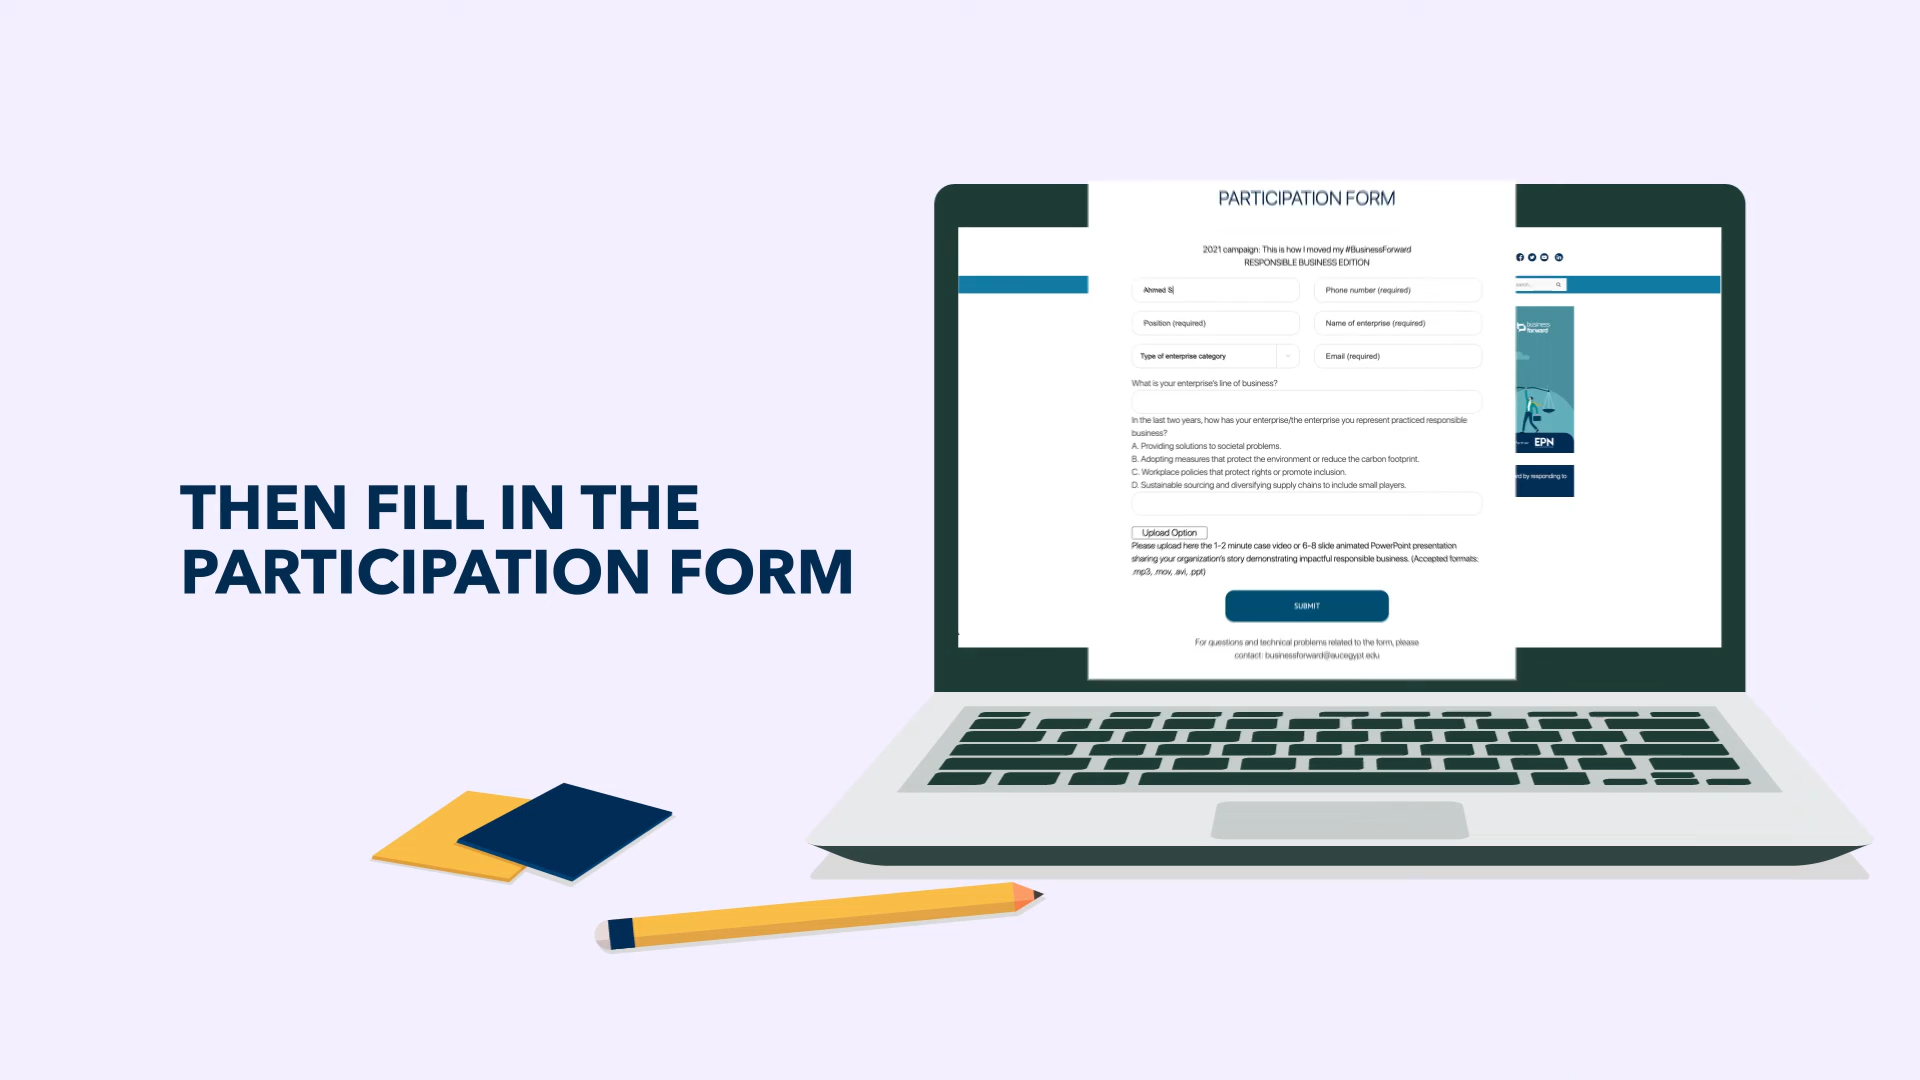 THEN FILL IN THE
PARTICIPATION FORM
PARTICIPATION FORM
2021 campaign: This is how I moved my #BusinessForward
RESPONSIBLE BUSINESS EDITION
Ahmed S
Phone number (required)
Position (required)
Name of enterprise (required)
Type of enterprise category
Email (required)
What is your enterprise's line of business?
In the last two years, how has your enterprise/the enterprise you represent practiced responsible
business?
A. Providing solutions to societal problems.
B. Adopting measures that protect the environment or reduce the carbon footprint.
C. Workplace policies that protect rights or promote inclusion.
D. Sustainable sourcing and diversifying supply chains to include small players.
Upload Option
Please upload here the 1-2 minute case video or 6-8 slide animated PowerPoint presentation
sharing your organization's story demonstrating impactful responsible business. (Accepted formats:
.mp3, .mov, .avi, .ppt)
SUBMIT
For questions and technical problems related to the form, please
contact: businessforward@aucegypt.edu
business
forward
EPN
by responding to